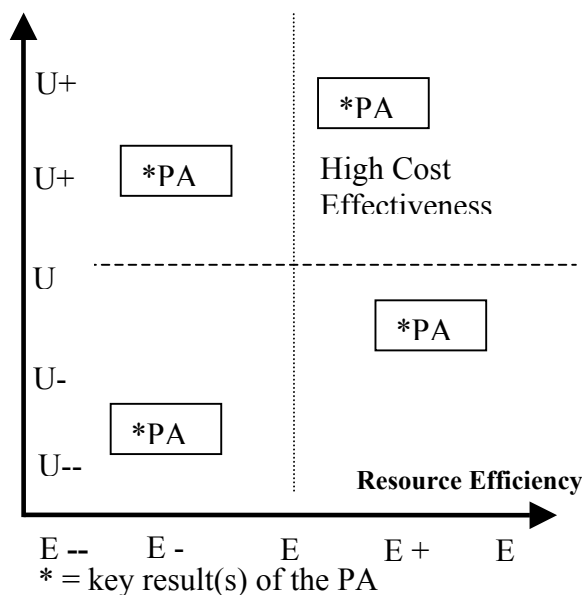 U+
*PA
U+
*PA
High Cost
Effectiveness
U
*PA
U-
*PA
U--
Resource Efficiency
E -- E - E E + E
* = key result(s) of the PA